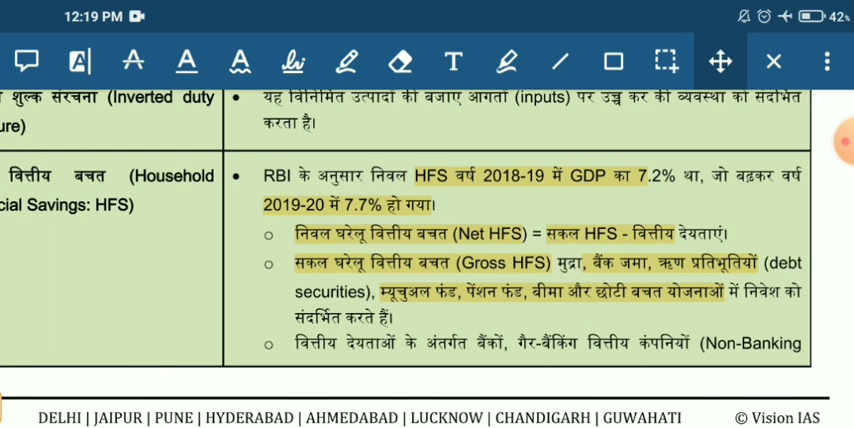 12:19 PM
42%
T
शुल्क संरचना (Inverted duty
ure)
• यह विनिर्मित उत्पादों की बजाए आगतों (inputs) पर उच्च कर की व्यवस्था को संदर्भित
करता है।
वित्तीय बचत (Household
cial Savings: HFS)
• RBI के अनुसार निवल HFS वर्ष 2018-19 में GDP का 7.2% था, जो बढ़कर वर्ष
2019-20 में 7.7% हो गया।
○ निवल घरेलू वित्तीय बचत (Net HFS) = सकल HFS - वित्तीय देयताएं।
○ सकल घरेलू वित्तीय बचत (Gross HFS) मुद्रा, बैंक जमा, ऋण प्रतिभूतियों (debt
securities), म्यूचुअल फंड, पेंशन फंड, बीमा और छोटी बचत योजनाओं में निवेश को
संदर्भित करते हैं।
○ वित्तीय देयताओं के अंतर्गत बैंकों, गैर-बैंकिंग वित्तीय कंपनियों (Non-Banking
DELHI | JAIPUR | PUNE | HYDERABAD | AHMEDABAD | LUCKNOW | CHANDIGARH | GUWAHATI
© Vision IAS